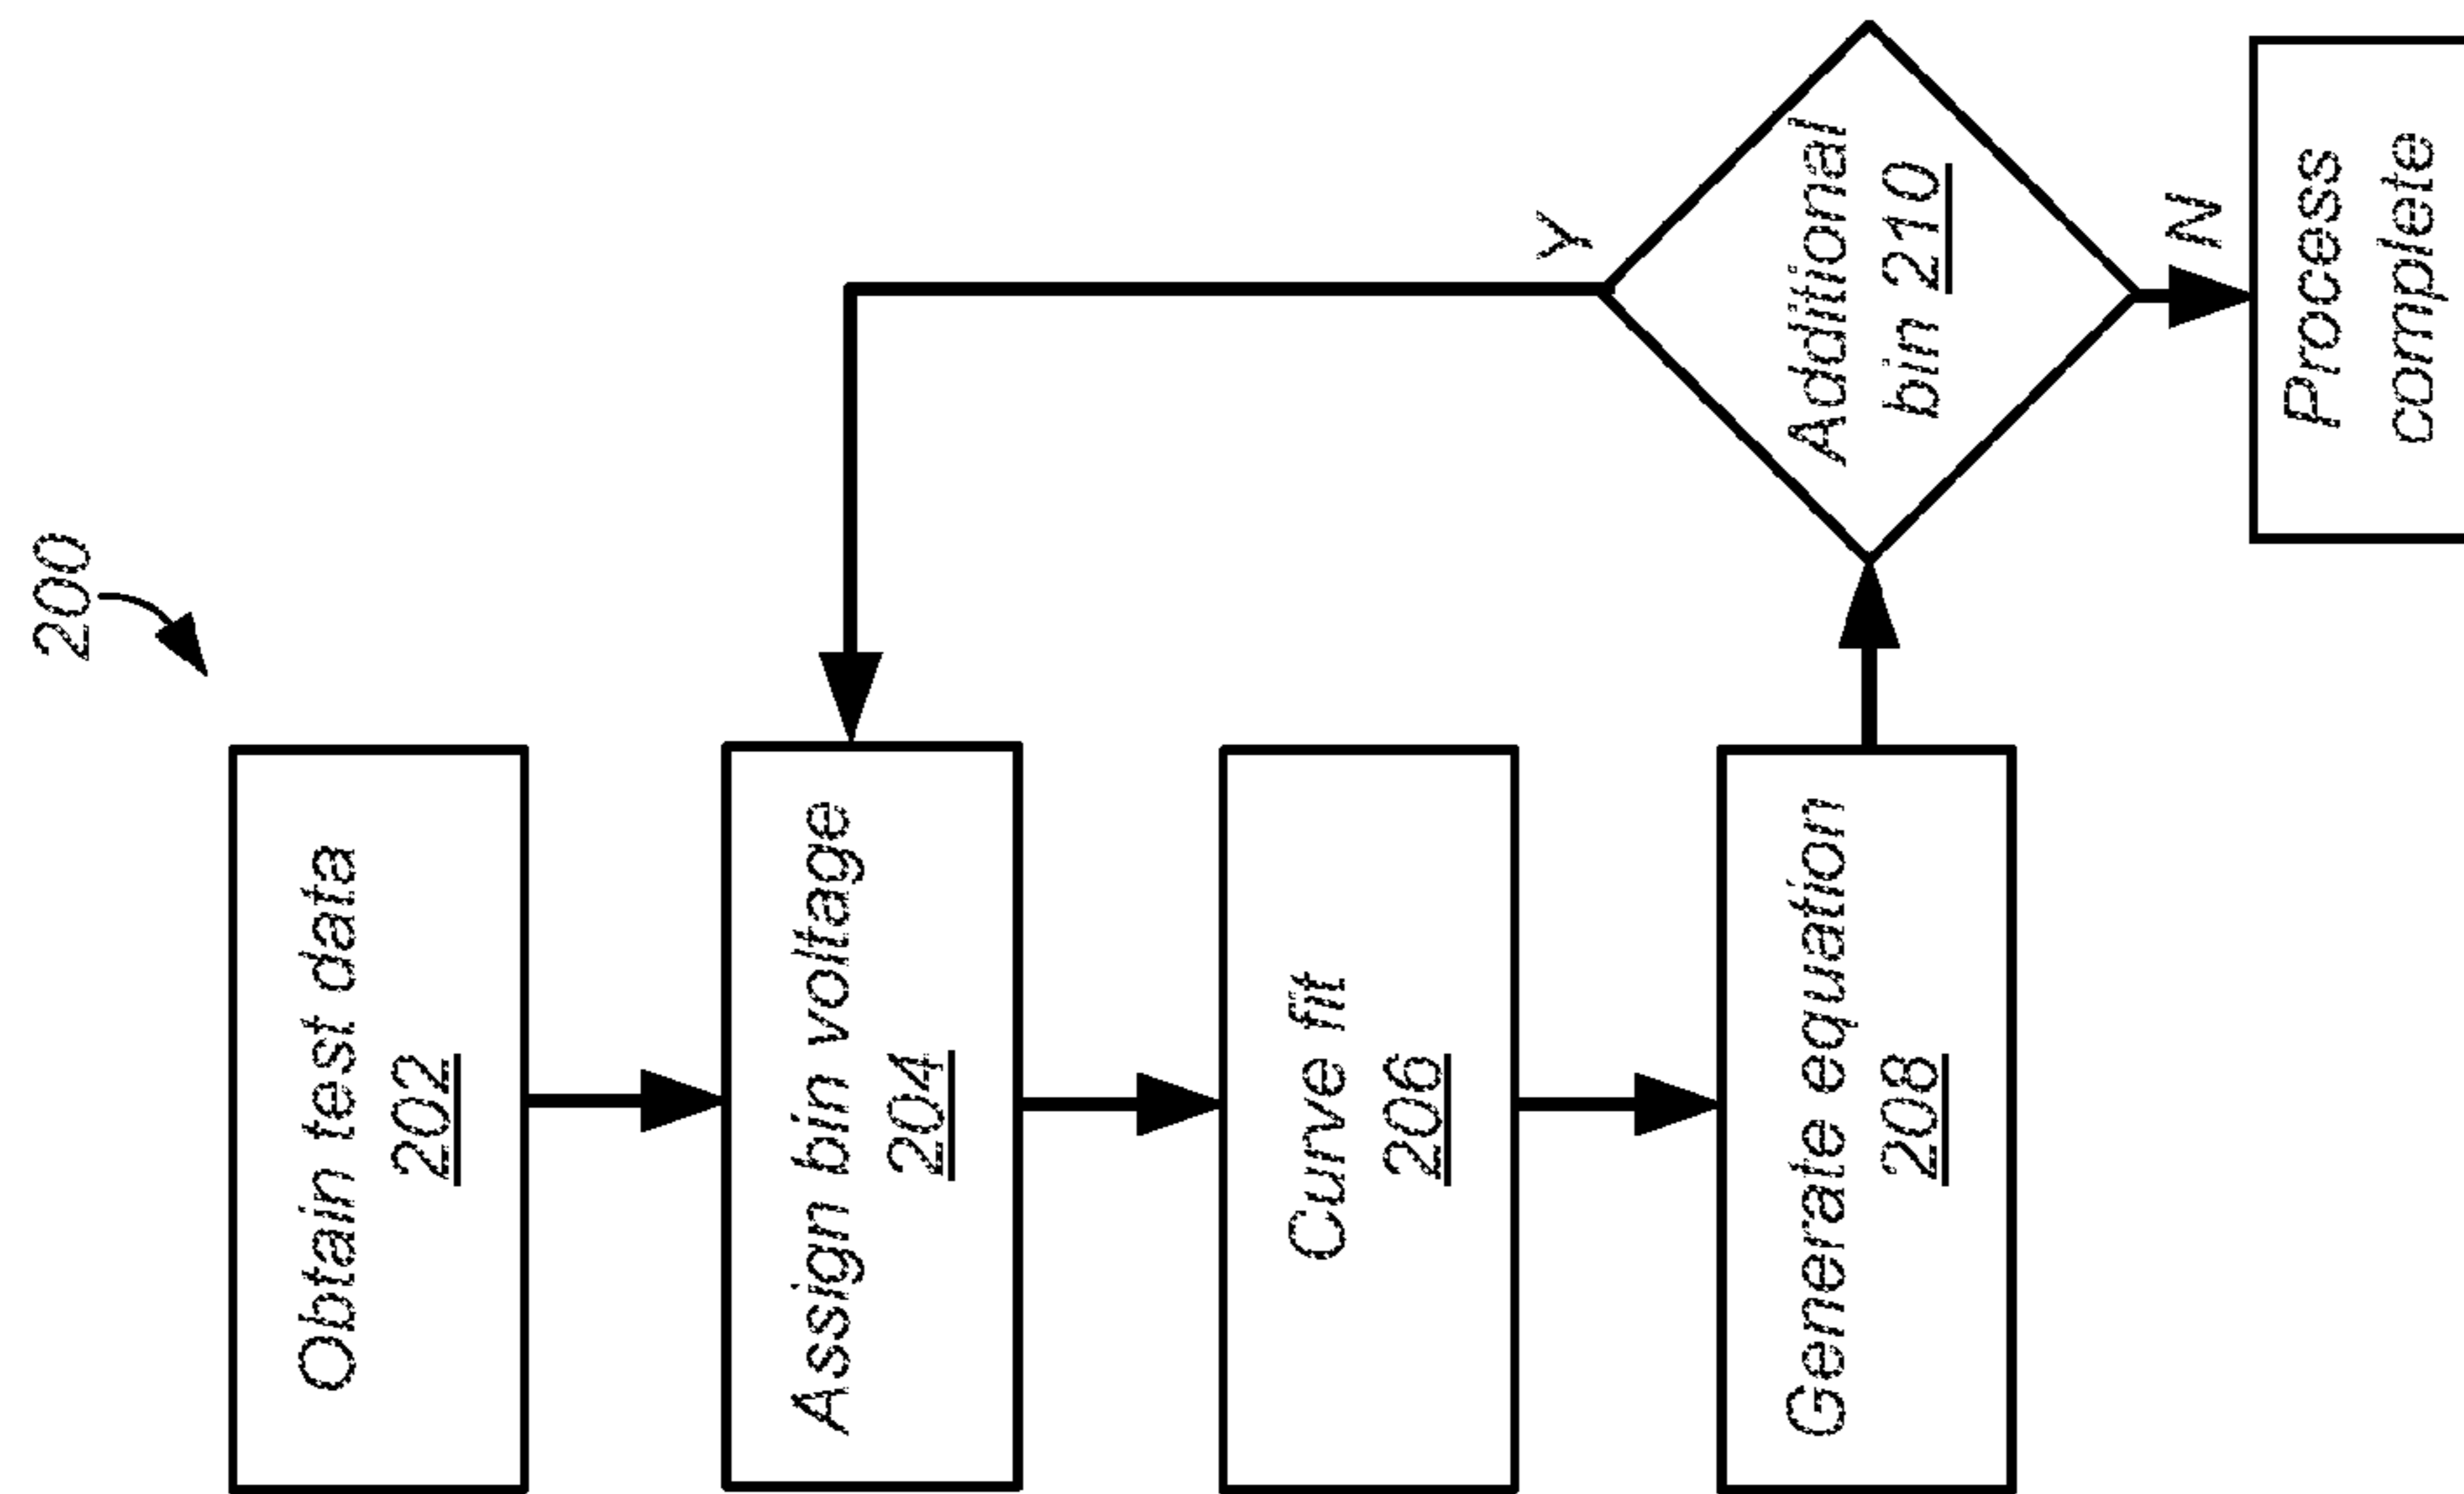 200
Obtain test data
202
Assign bin voltage
204
Curve fit
206
Generate equation
208
Additional
bin 210
Y
N
Process
complete